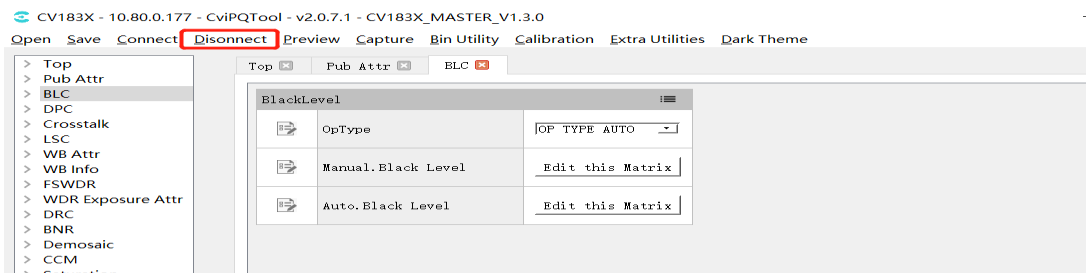 CV183X - 10.80.0.177 - CviPQTool - v2.0.7.1 - CV183X_MASTER_V1.3.0
Open Save Connect Disonnect Preview Capture Bin Utility Calibration Extra Utilities Dark Theme
Top
Pub Attr
BLC
DPC
Crosstalk
LSC
WB Attr
WB Info
FSWDR
WDR Exposure Attr
DRC
BNR
Demosaic
CCM
Top Pub Attr BLC
BlackLevel
OpType OP TYPE AUTO
Manual.Black Level Edit this Matrix
Auto.Black Level Edit this Matrix